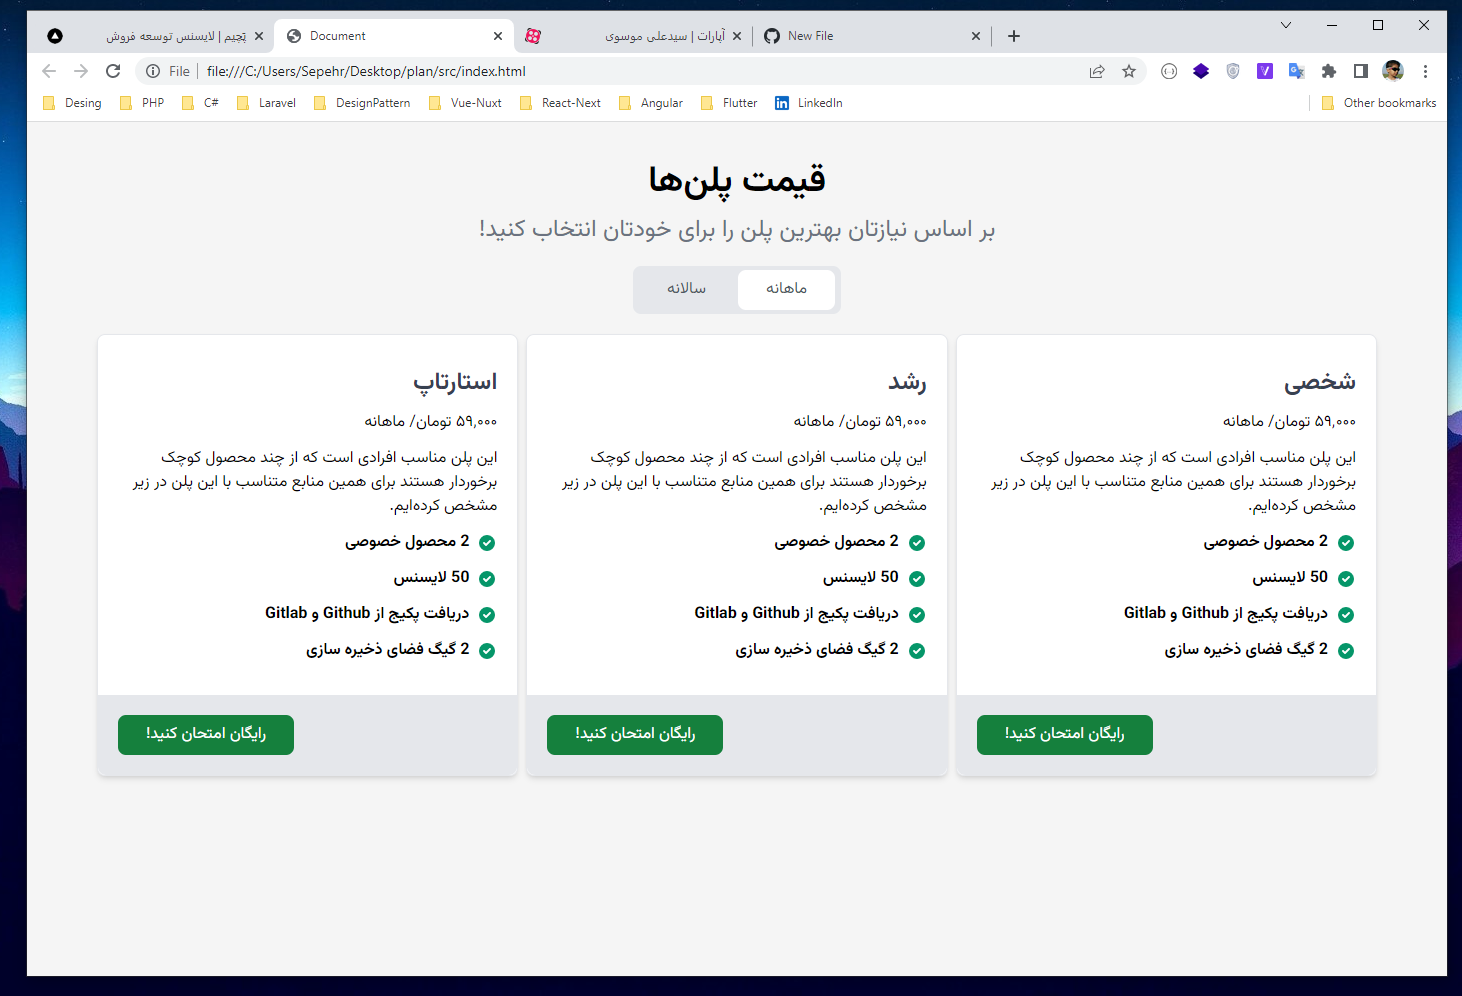 پَچیم | لایسنس توسعه فروش
Document
آپارات | سیدعلی موسوی
New File
File
file:///C:/Users/Sepehr/Desktop/plan/src/index.html
Desing
PHP
C#
Laravel
DesignPattern
Vue-Nuxt
React-Next
Angular
Flutter
LinkedIn
Other bookmarks
قیمت پلن‌ها
بر اساس نیازتان بهترین پلن را برای خودتان انتخاب کنید!
ماهانه
سالانه
شخصی
۵۹,۰۰۰ تومان/ ماهانه
این پلن مناسب افرادی است که از چند محصول کوچک
برخوردار هستند برای همین منابع متناسب با این پلن در زیر
مشخص کرده‌ایم.
2 محصول خصوصی
50 لایسنس
دریافت پکیج از Github و Gitlab
2 گیگ فضای ذخیره سازی
رایگان امتحان کنید!
رشد
۵۹,۰۰۰ تومان/ ماهانه
این پلن مناسب افرادی است که از چند محصول کوچک
برخوردار هستند برای همین منابع متناسب با این پلن در زیر
مشخص کرده‌ایم.
2 محصول خصوصی
50 لایسنس
دریافت پکیج از Github و Gitlab
2 گیگ فضای ذخیره سازی
رایگان امتحان کنید!
استارتاپ
۵۹,۰۰۰ تومان/ ماهانه
این پلن مناسب افرادی است که از چند محصول کوچک
برخوردار هستند برای همین منابع متناسب با این پلن در زیر
مشخص کرده‌ایم.
2 محصول خصوصی
50 لایسنس
دریافت پکیج از Github و Gitlab
2 گیگ فضای ذخیره سازی
رایگان امتحان کنید!